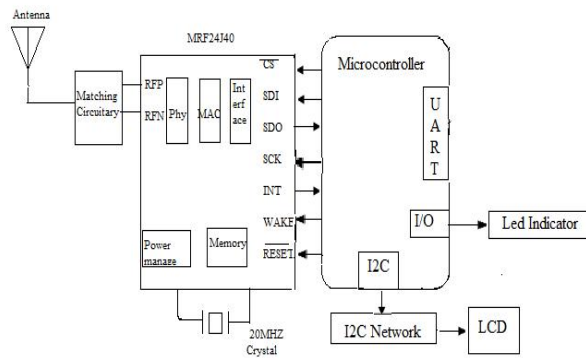 Antenna
MRF24J40
Matching
Circuitary
RFP
RFN
Phy
MAC
Int
erf
ace
CS
SDI
SDO
SCK
INT
WAKE
RESET
Power
manage
Memory
20MHZ
Crystal
Microcontroller
U
A
R
T
I/O
Led Indicator
I2C
I2C Network
LCD